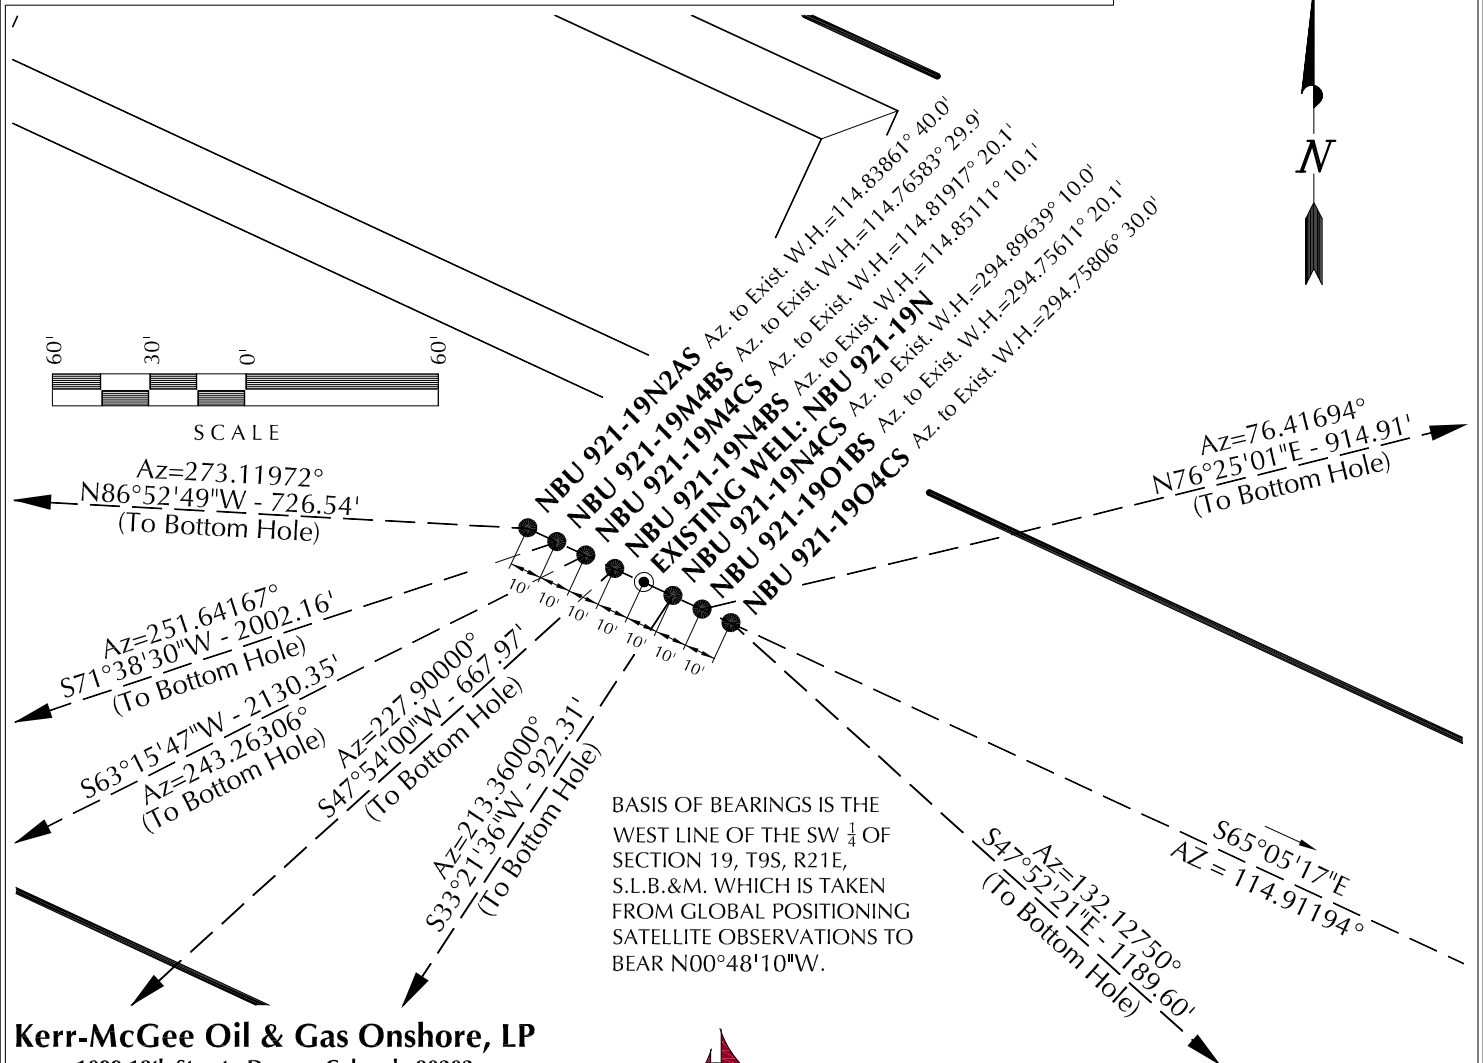 NBU 921-19N2AS Az. to Exist. W.H.=114.83861° 40.0'
NBU 921-19M4BS Az. to Exist. W.H.=114.76583° 29.9'
NBU 921-19M4CS Az. to Exist. W.H.=114.81917° 20.1'
NBU 921-19N4BS Az. to Exist. W.H.=114.85111° 10.1'
EXISTING WELL: NBU 921-19N
NBU 921-19N4CS Az. to Exist. W.H.=294.89639° 10.0'
NBU 921-19O1BS Az. to Exist. W.H.=294.75611° 20.1'
NBU 921-19O4CS Az. to Exist. W.H.=294.75806° 30.0'
N
60' 30' 0' 60'
SCALE
Az=273.11972°
N86°52'49"W - 726.54'
(To Bottom Hole)
Az=76.41694°
N76°25'01"E - 914.91'
(To Bottom Hole)
10' 10' 10' 10' 10' 10' 10'
Az=251.64167°
S71°38'30"W - 2002.16'
(To Bottom Hole)
S63°15'47"W - 2130.35'
Az=243.26306°
(To Bottom Hole)
Az=227.90000°
S47°54'00"W - 667.97'
(To Bottom Hole)
Az=213.36000°
S33°21'36"W - 922.31'
(To Bottom Hole)
BASIS OF BEARINGS IS THE
WEST LINE OF THE SW 1/4 OF
SECTION 19, T9S, R21E,
S.L.B.&M. WHICH IS TAKEN
FROM GLOBAL POSITIONING
SATELLITE OBSERVATIONS TO
BEAR N00°48'10"W.
Az=132.12750°
S47°52'21"E - 1189.60'
(To Bottom Hole)
S65°05'17"E
AZ = 114.91194°
Kerr-McGee Oil & Gas Onshore, LP